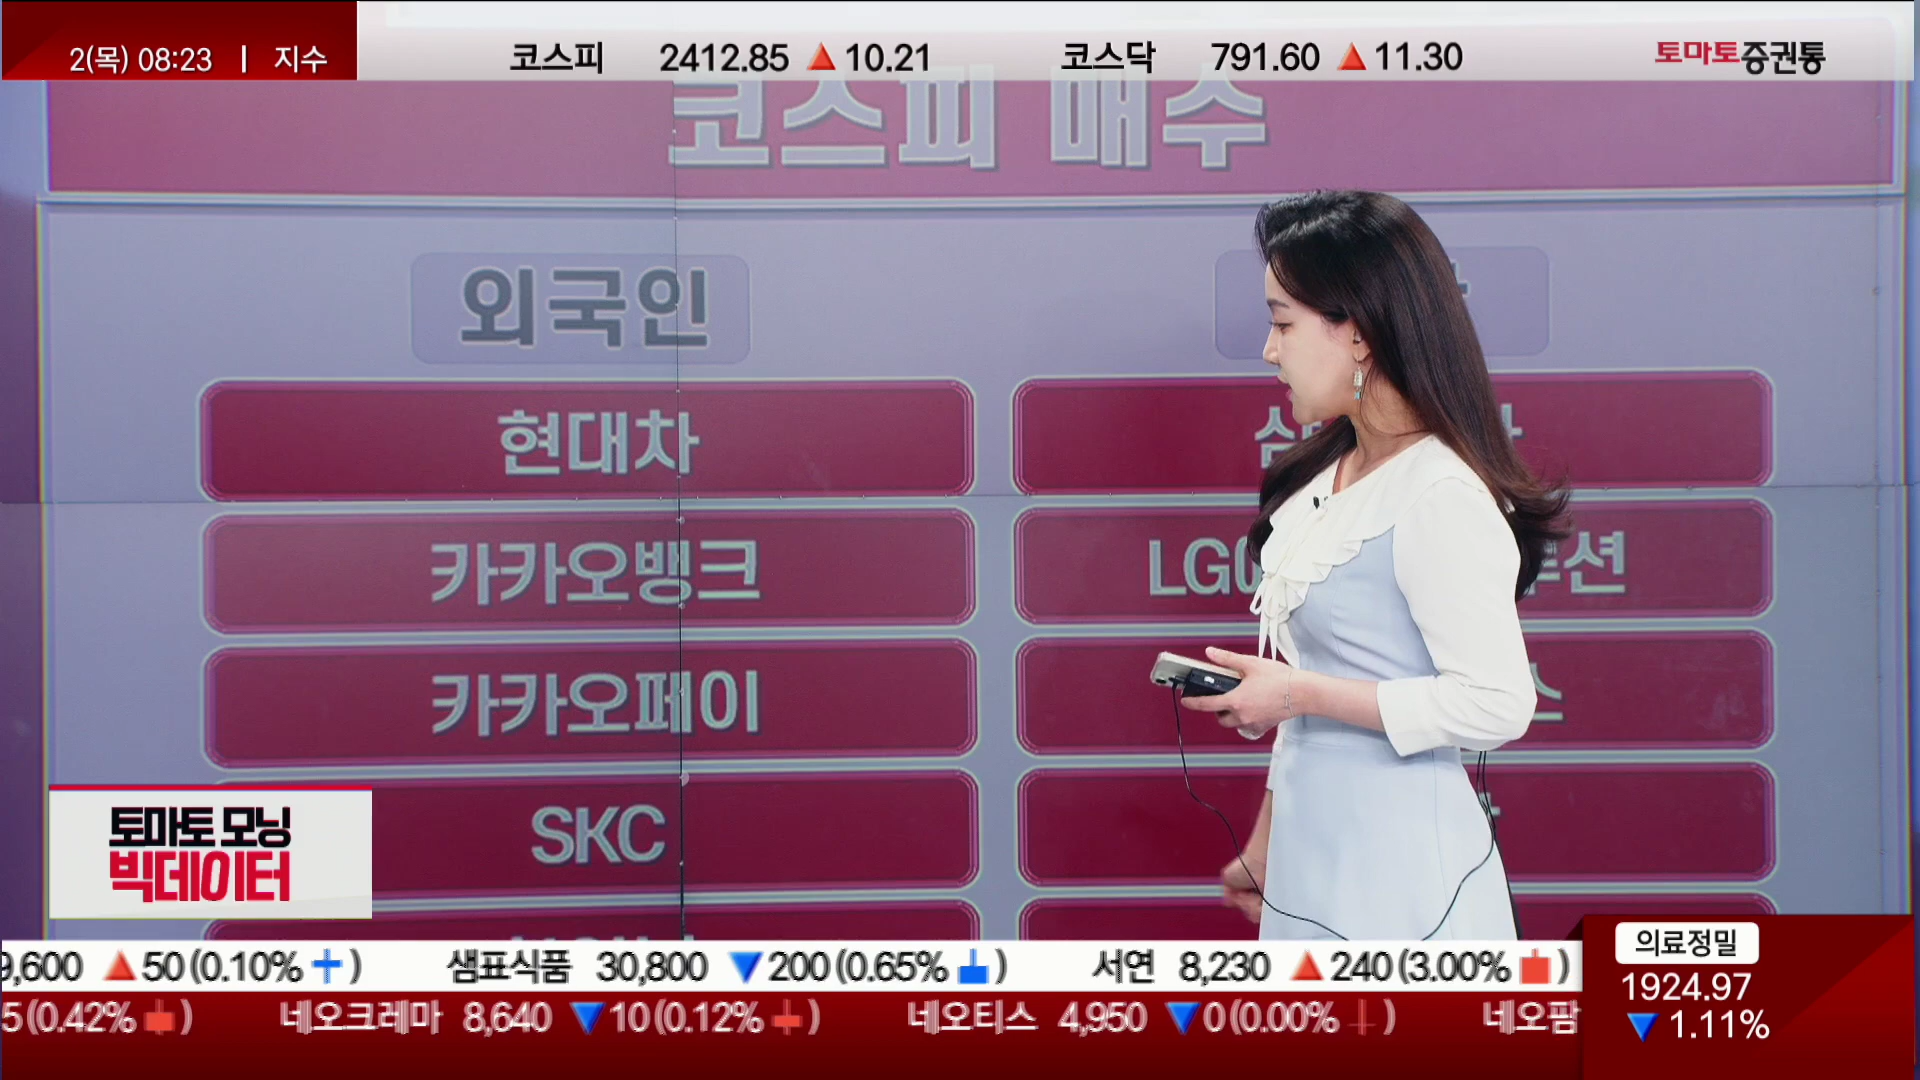 2(목) 08:23 | 지수 코스피 2412.85 ▲10.21 코스닥 791.60 ▲11.30 토마토증권통
코스피 매수
외국인
현대차
카카오뱅크
카카오페이
SKC
LG 션
토마토 모닝
빅데이터
9,600 ▲50(0.10% ) 샘표식품 30,800 ▼200(0.65% ) 서연 8,230 ▲240(3.00% )
5(0.42% ) 네오크레마 8,640 ▼10(0.12% ) 네오티스 4,950 ▼0(0.00% ) 네오팜
의료정밀
1924.97
▼1.11%